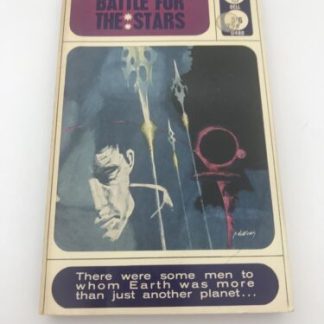 BATTLE FOR
THE STARS
There were some men to
whom Earth was more
than just another planet...